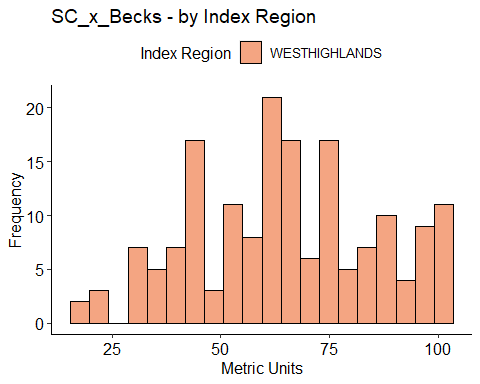 SC_x_Becks - by Index Region
Index Region WESTHIGHLANDS
20
15
10
5
0
Frequency
25 50 75 100
Metric Units